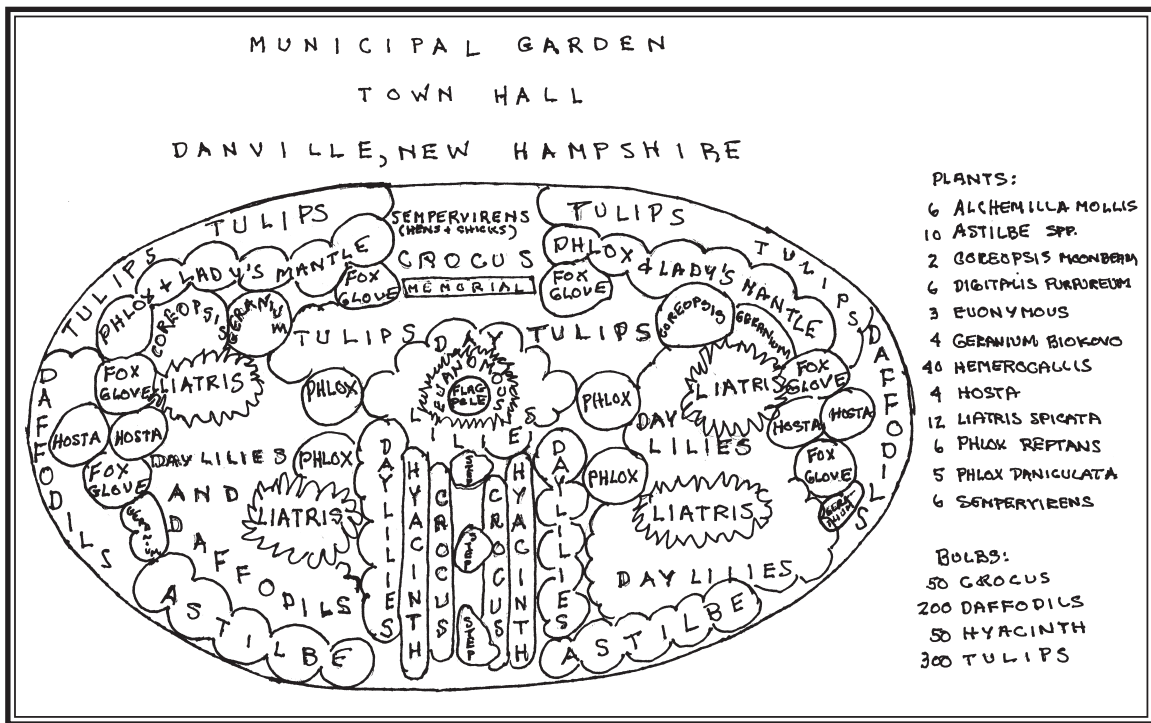 MUNICIPAL GARDEN
TOWN HALL
DANVILLE, NEW HAMPSHIRE
TULIPS
SEMPERVIRENS
(HENS + CHICKS)
TULIPS
TULIPS
PHLOX + LADY'S MANTLE
CROCUS
PHLOX & LADY'S MANTLE
TULIPS
FOX
GLOVE
MEMORIAL
FOX
GLOVE
COREOPSIS
GERANIUM
TULIPS
DAY
TULIPS
COREOPSIS
GERANIUM
DAFFODILS
FOX
GLOVE
LIATRIS
PHLOX
EUANOMOUS
FLAG
POLE
LILIES
PHLOX
LIATRIS
FOX
GLOVE
DAFFODILS
HOSTA
HOSTA
DAY LILIES
AND
DAFFODILS
PHLOX
DAYLILIES
HYACINTH
CROCUS
STEP
STEP
CROCUS
HYACINTH
DAYLILIES
PHLOX
DAY
LILIES
HOSTA
HOSTA
FOX
GLOVE
LIATRIS
LIATRIS
FOX
GLOVE
DAY LILIES
ASTILBE
STEP
ASTILBE
PLANTS:
6 ALCHEMILLA MOLLIS
10 ASTILBE SPP.
2 COREOPSIS MOONBEAM
6 DIGITALIS PURPUREUM
3 EUONYMOUS
4 GERANIUM BIOKOVO
40 HEMEROCALLIS
4 HOSTA
12 LIATRIS SPICATA
6 PHLOX REPTANS
5 PHLOX PANICULATA
6 SEMPERVIRENS
BULBS:
50 CROCUS
200 DAFFODILS
50 HYACINTH
300 TULIPS